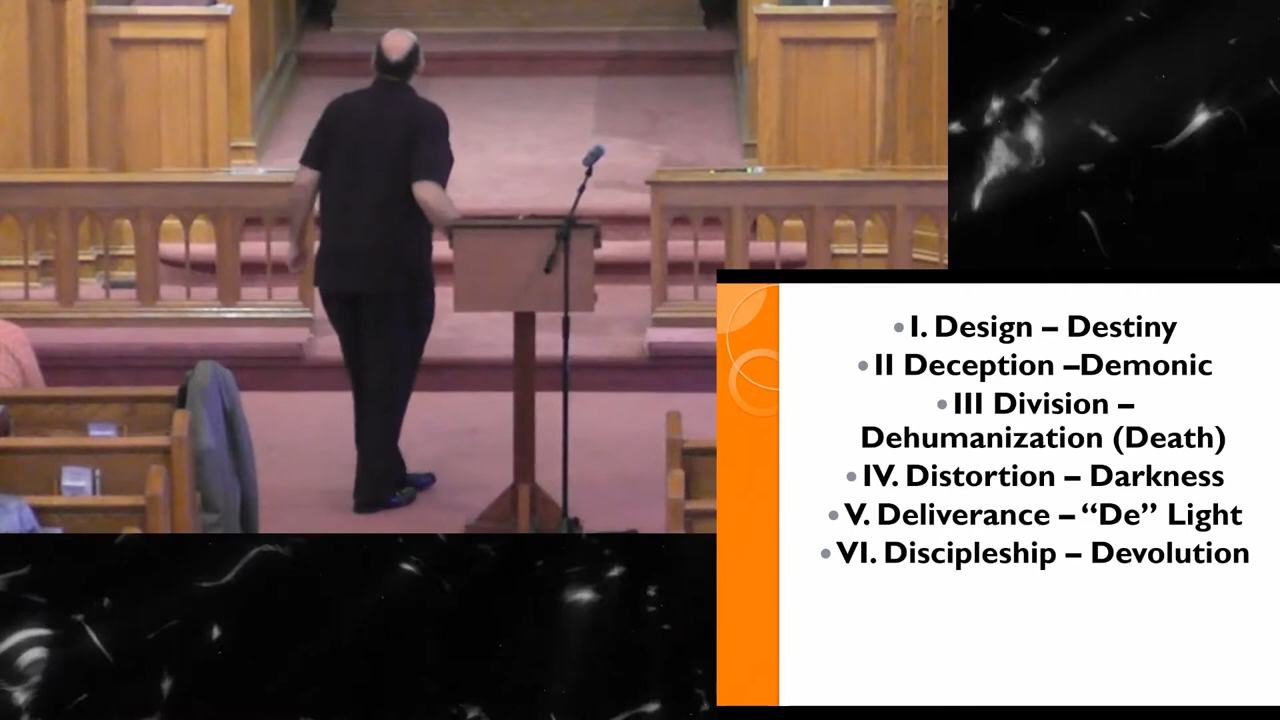 •I. Design – Destiny
•II Deception –Demonic
•III Division –
Dehumanization (Death)
•IV. Distortion – Darkness
•V. Deliverance – “De” Light
•VI. Discipleship – Devolution